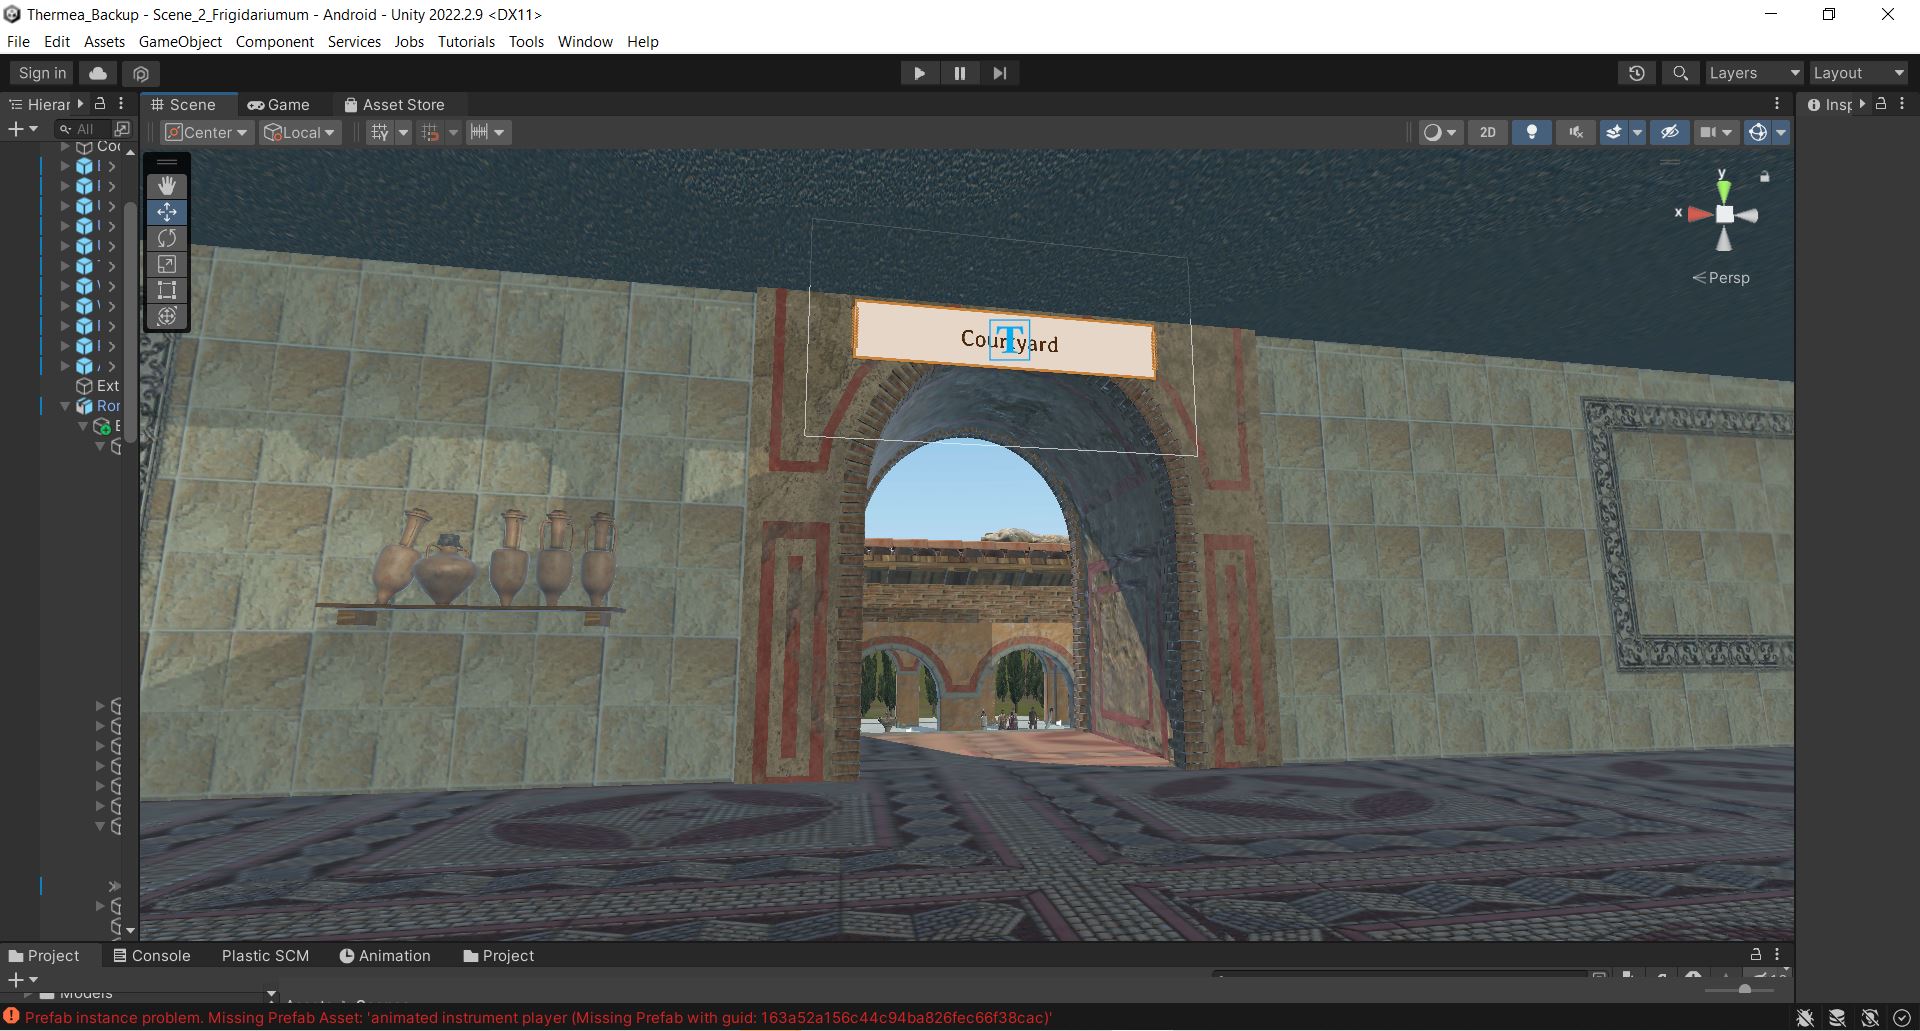 Thermea_Backup - Scene_2_Frigidariumum - Android - Unity 2022.2.9 <DX11>
File Edit Assets GameObject Component Services Jobs Tutorials Tools Window Help
Sign in Layers Layout
Hierar Scene Game Asset Store Insp
All Center Local 2D
y
x
Persp
Courtyard
Ext
Ror
Project Console Plastic SCM Animation Project
Models
Prefab instance problem. Missing Prefab Asset: 'animated instrument player (Missing Prefab with guid: 163a52a156c44c94ba826fec66f38cac)'